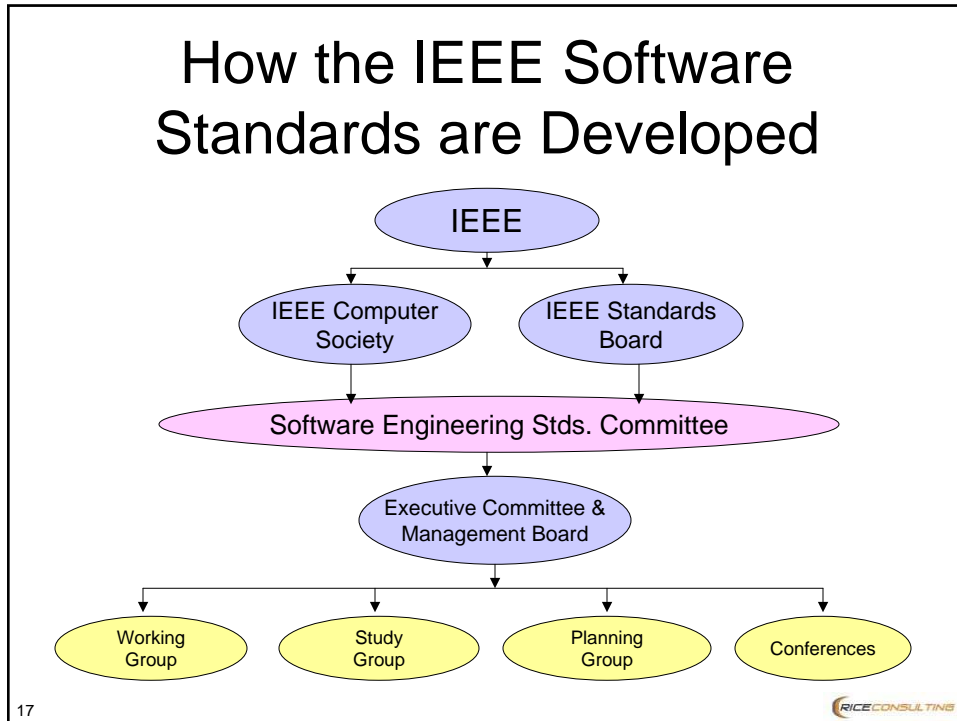 How the IEEE Software
Standards are Developed
IEEE
IEEE Computer
Society
IEEE Standards
Board
Software Engineering Stds. Committee
Executive Committee &
Management Board
Working
Group
Study
Group
Planning
Group
Conferences
17
RICECONSULTING